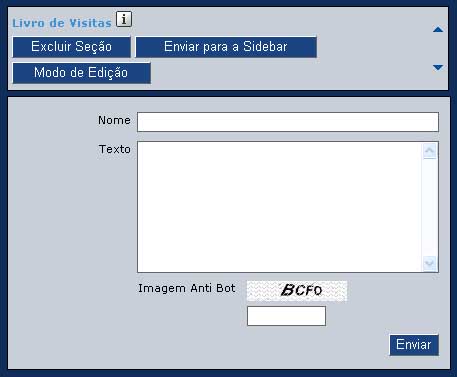 Livro de Visitas i
Excluir Seção Enviar para a Sidebar
Modo de Edição
Nome
Texto
Imagem Anti Bot BCFO
Enviar